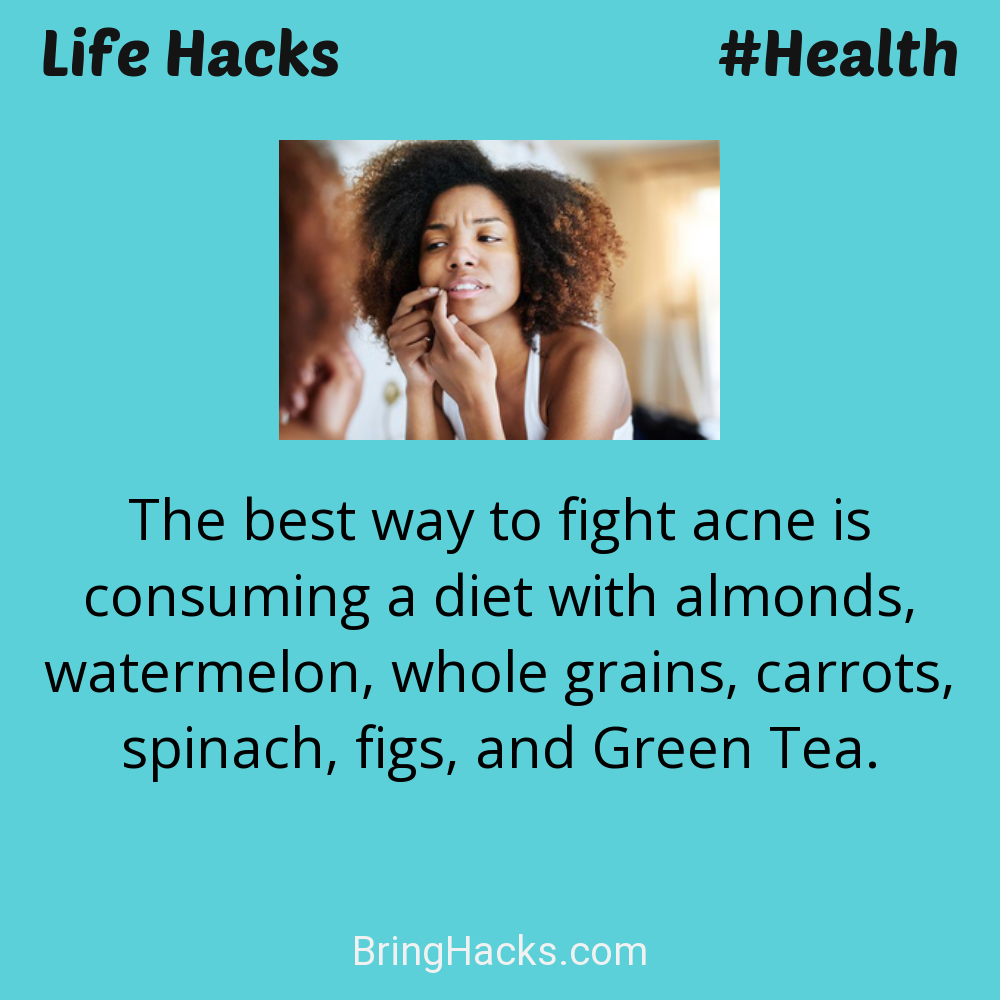 Life Hacks
#Health
The best way to fight acne is
consuming a diet with almonds,
watermelon, whole grains, carrots,
spinach, figs, and Green Tea.
BringHacks.com